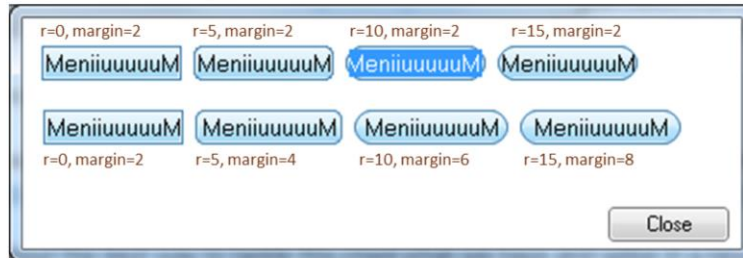 r=0, margin=2 r=5, margin=2 r=10, margin=2 r=15, margin=2
MeniiuuuuuM MeniiuuuuuM MeniiuuuuuM MeniiuuuuuM
MeniiuuuuuM MeniiuuuuuM MeniiuuuuuM MeniiuuuuuM
r=0, margin=2 r=5, margin=4 r=10, margin=6 r=15, margin=8
Close